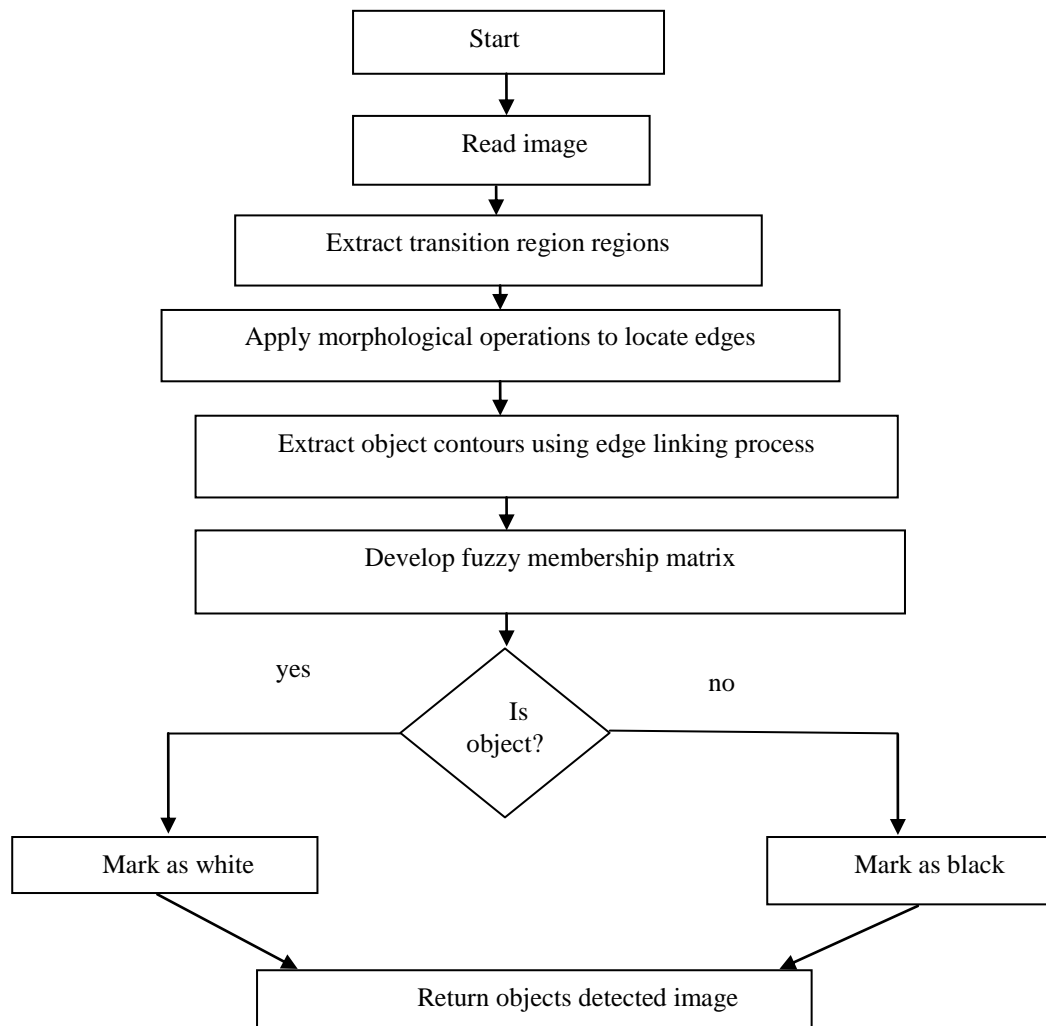 Start
Read image
Extract transition region regions
Apply morphological operations to locate edges
Extract object contours using edge linking process
Develop fuzzy membership matrix
yes
no
Is
object?
Mark as white
Mark as black
Return objects detected image